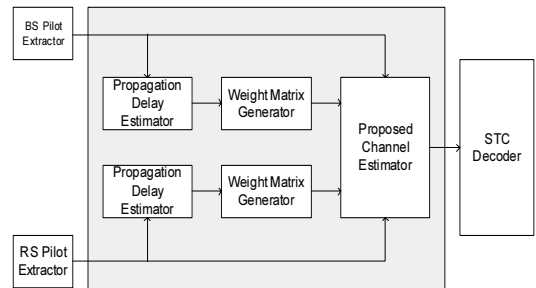 BS Pilot
Extractor
Propagation
Delay
Estimator
Weight Matrix
Generator
Proposed
Channel
Estimator
STC
Decoder
Propagation
Delay
Estimator
Weight Matrix
Generator
RS Pilot
Extractor